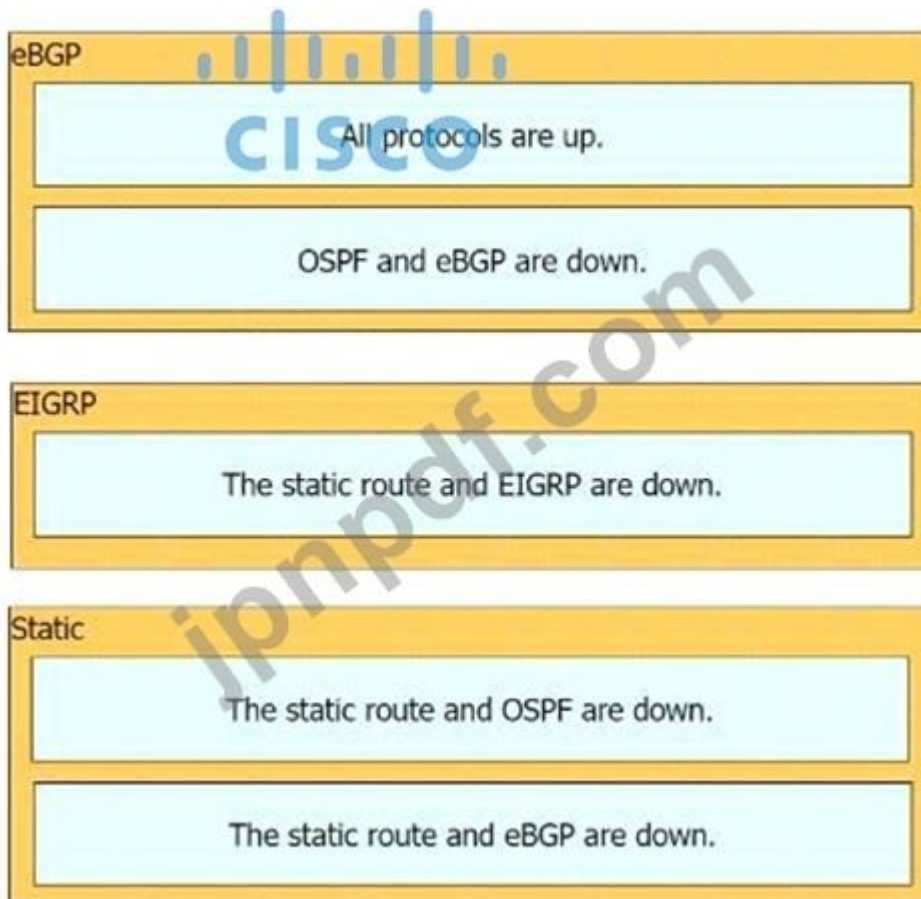 eBGP
CISCO
All protocols are up.
OSPF and eBGP are down.
EIGRP
The static route and EIGRP are down.
jpnpdf.com
Static
The static route and OSPF are down.
The static route and eBGP are down.